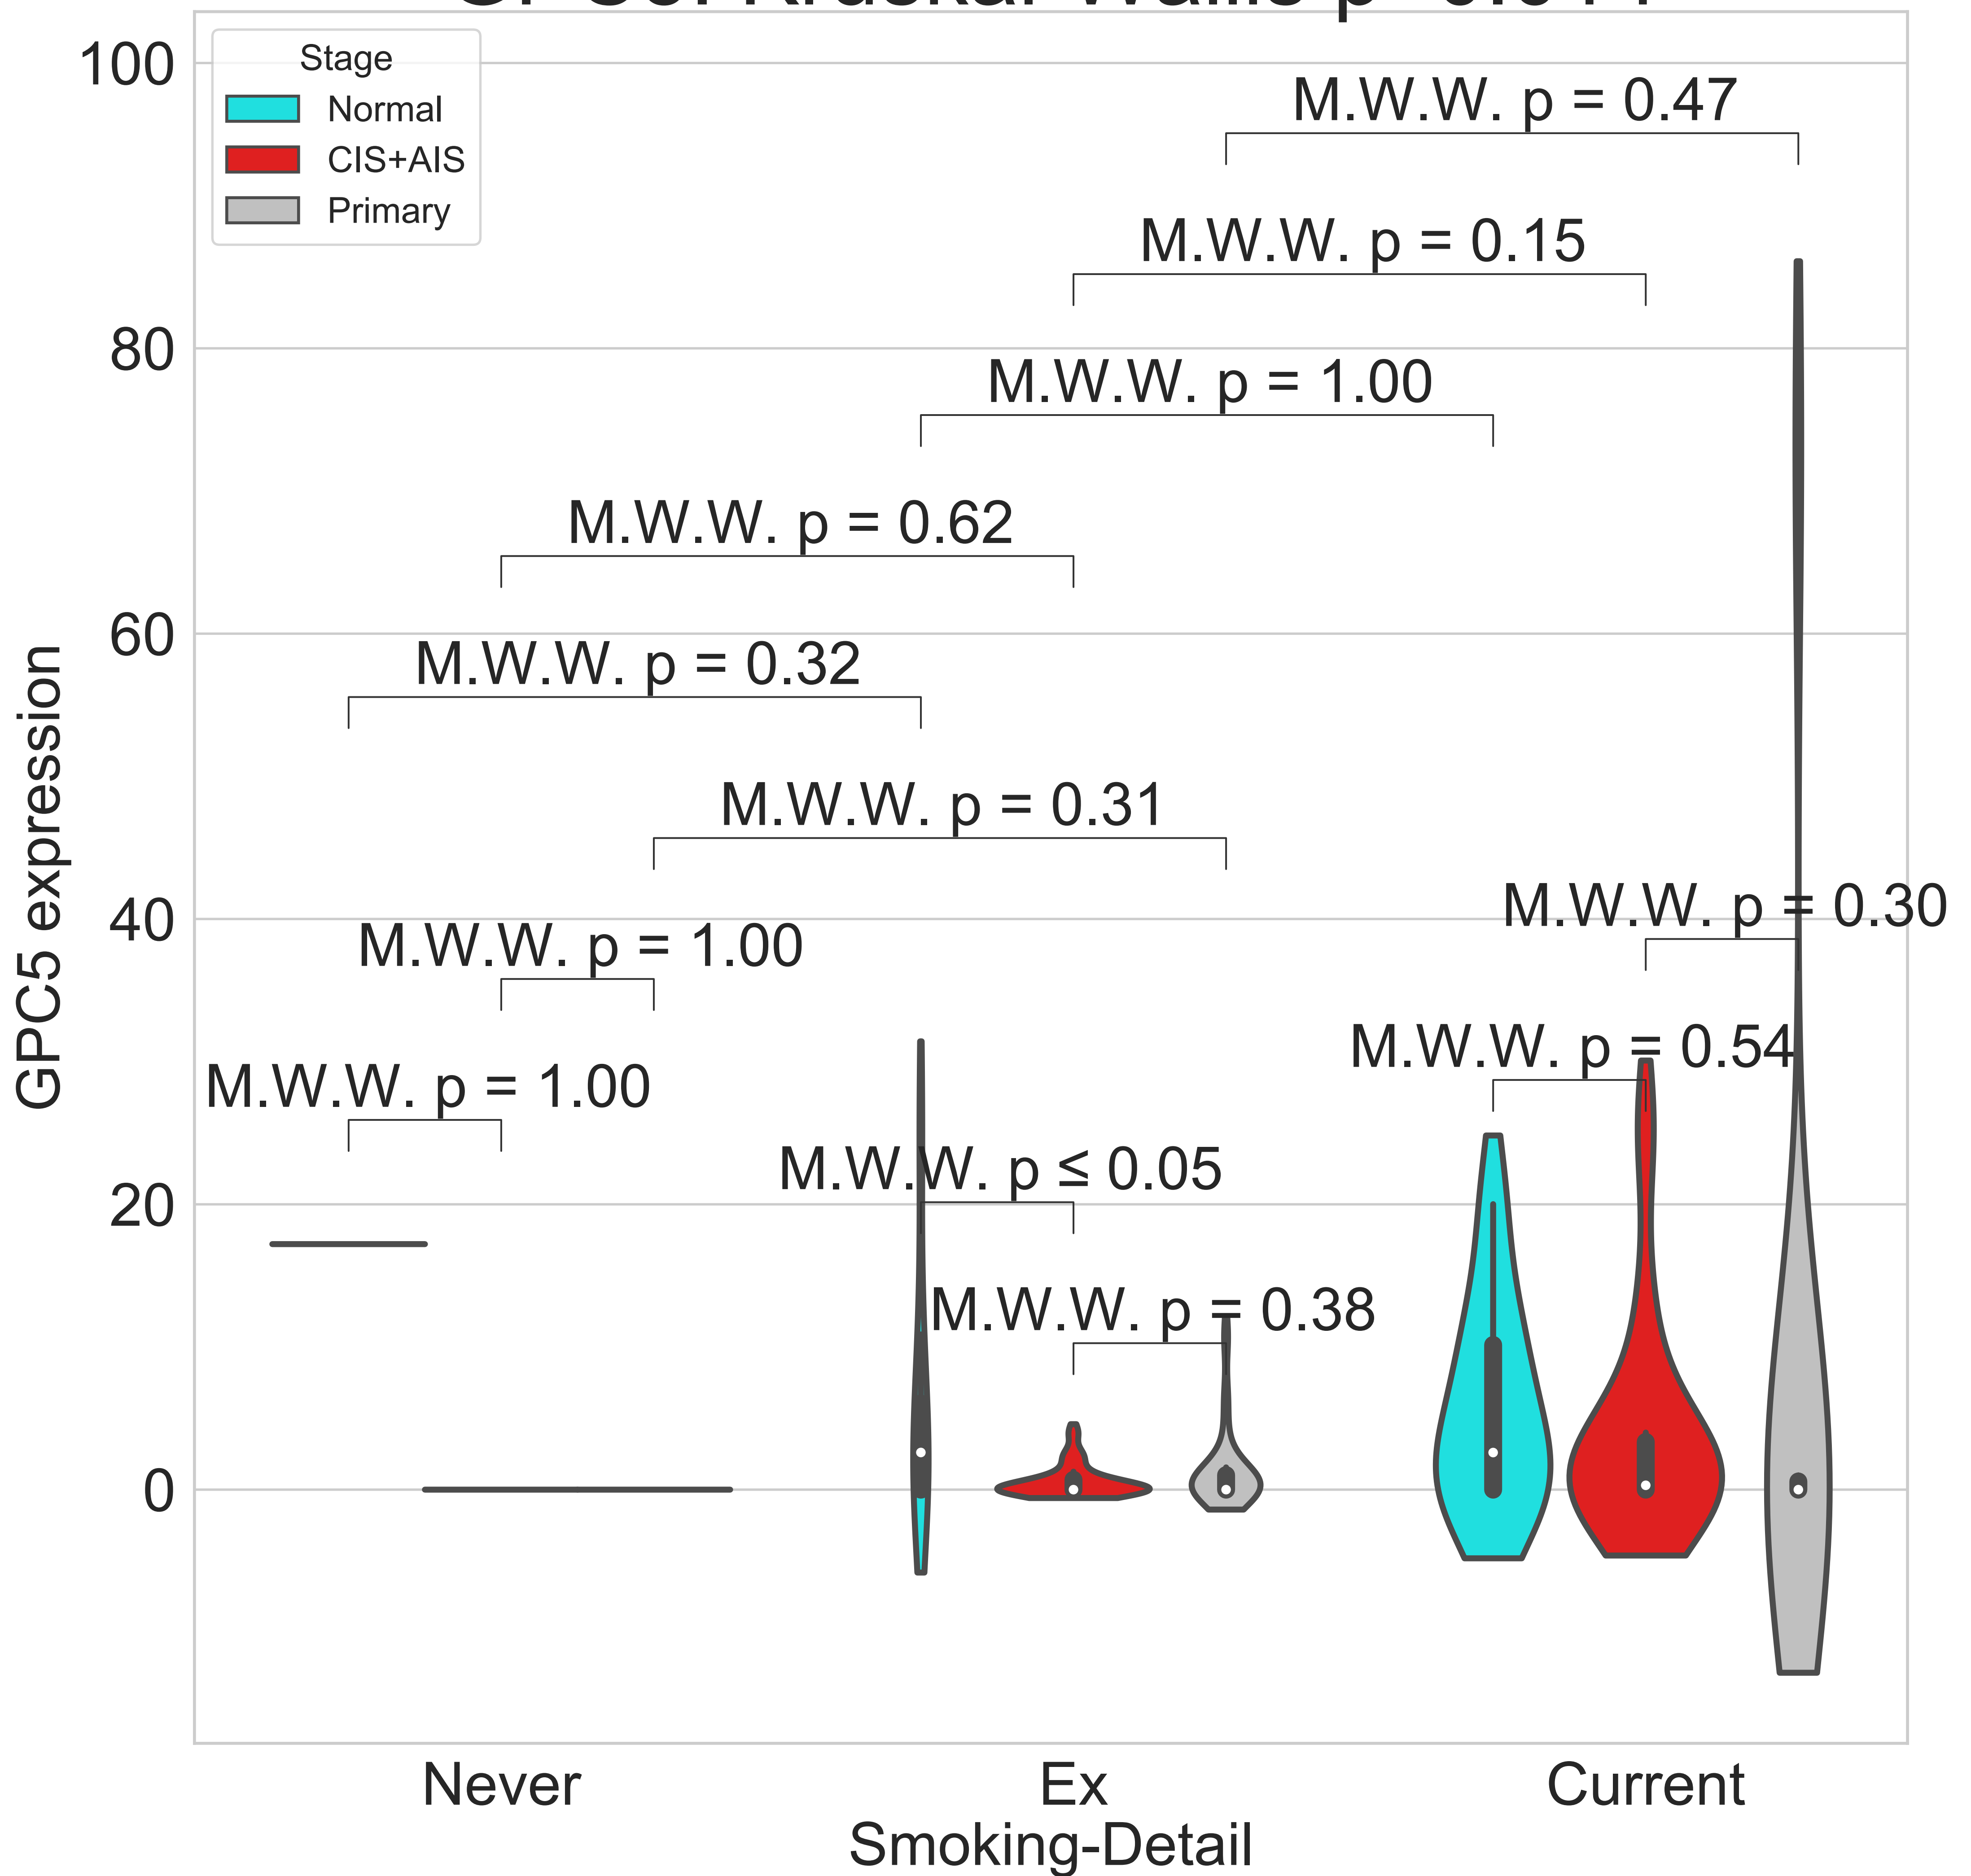 100
80
60
40
20
0
GPC5 expression
Stage
Normal
CIS+AIS
Primary
M.W.W. p = 0.47
M.W.W. p = 0.15
M.W.W. p = 1.00
M.W.W. p = 0.62
M.W.W. p = 0.32
M.W.W. p = 0.31
M.W.W. p = 0.30
M.W.W. p = 1.00
M.W.W. p = 0.54
M.W.W. p = 1.00
M.W.W. p ≤ 0.05
M.W.W. p = 0.38
Never
Ex
Current
Smoking-Detail